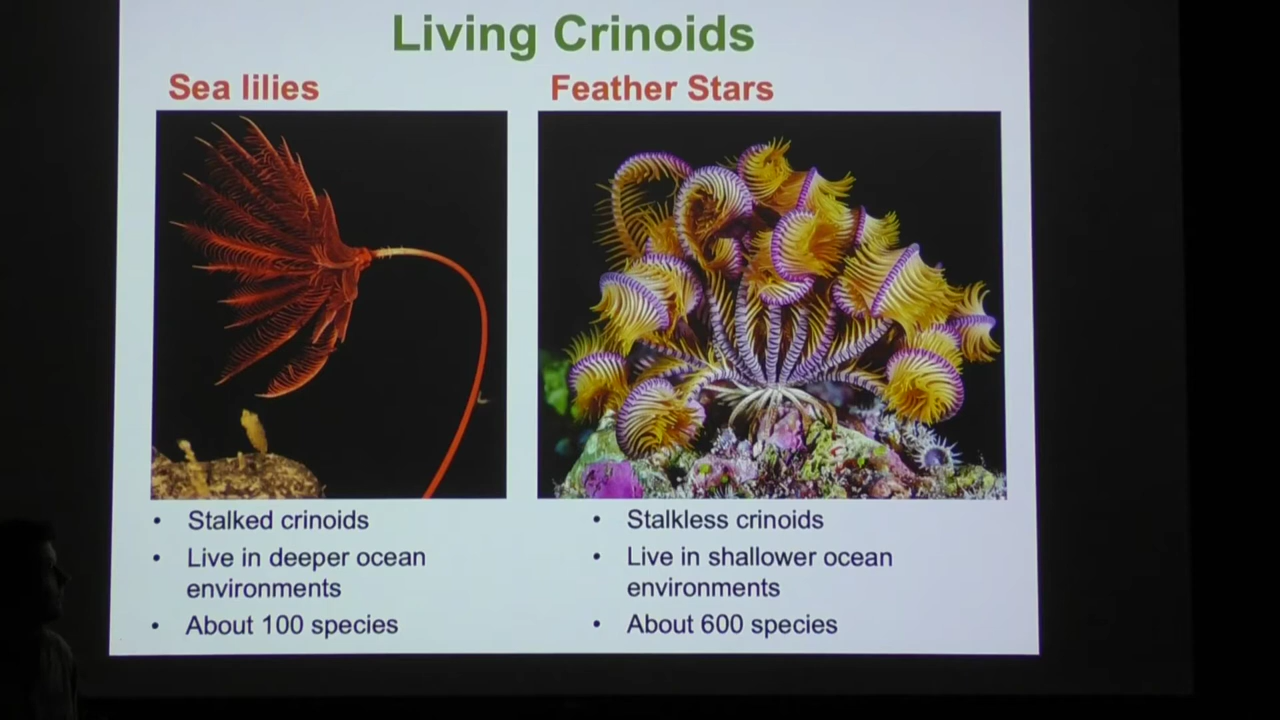 Living Crinoids
Sea lilies
Feather Stars
• Stalked crinoids
• Live in deeper ocean
environments
• About 100 species
• Stalkless crinoids
• Live in shallower ocean
environments
• About 600 species